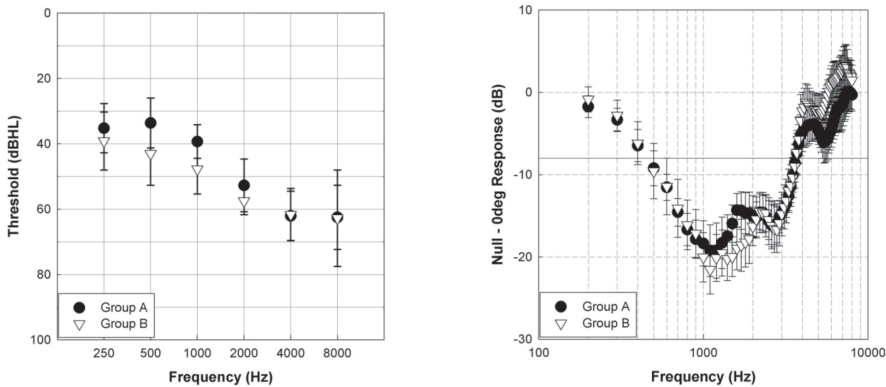 0
20
40
60
80
100
Threshold (dBHL)
Group A
Group B
250 500 1000 2000 4000 8000
Frequency (Hz)
0
-10
-20
-30
Null - 0deg Response (dB)
Group A
Group B
100 1000 10000
Frequency (Hz)